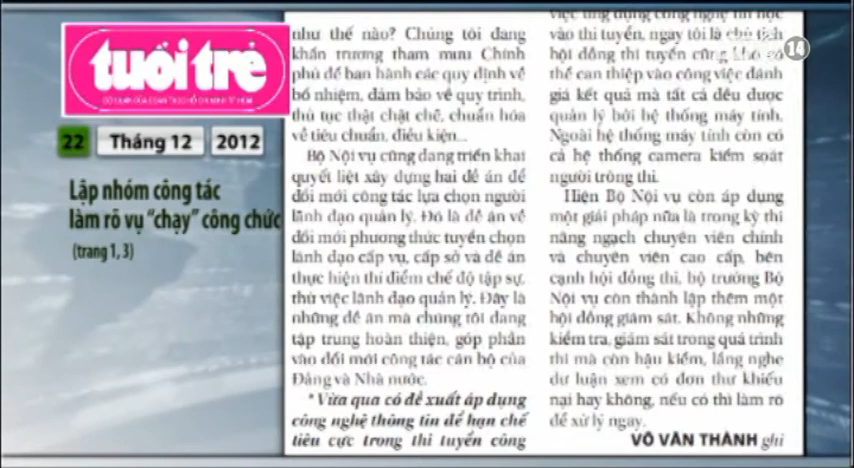 tuổi trẻ
22 Tháng 12 2012
Lập nhóm công tác
làm rõ vụ "chạy" công chức
(trang 1, 3)
như thế nào? Chúng tôi đang
khẩn trương tham mưu Chính
phủ để ban hành các quy định về
bổ nhiệm, đảm bảo về quy trình,
thủ tục thật chặt chẽ, chuẩn hóa
về tiêu chuẩn, điều kiện...
Bộ Nội vụ cũng đang triển khai
quyết liệt xây dựng hai đề án để
đổi mới công tác lựa chọn người
lãnh đạo quản lý. Đó là đề án về
đổi mới phương thức tuyển chọn
lãnh đạo cấp vụ, cấp sở và đề án
thực hiện thí điểm chế độ tập sự,
thử việc lãnh đạo quản lý. Đây là
những đề án mà chúng tôi đang
tập trung hoàn thiện, góp phần
vào đổi mới công tác cán bộ của
Đảng và Nhà nước.
* Vừa qua có đề xuất áp dụng
công nghệ thông tin để hạn chế
tiêu cực trong thi tuyển công
việc ứng dụng công nghệ tin học
vào thi tuyển, ngay tôi là chủ tịch
hội đồng thi tuyển cũng khó có
thể can thiệp vào công việc đánh
giá kết quả mà tất cả đều được
quản lý bởi hệ thống máy tính.
Ngoài hệ thống máy tính còn có
cả hệ thống camera kiểm soát
người trông thi.
Hiện Bộ Nội vụ còn áp dụng
một giải pháp nữa là trong kỳ thi
nâng ngạch chuyên viên chính
và chuyên viên cao cấp, bên
cạnh hội đồng thi, bộ trưởng Bộ
Nội vụ còn thành lập thêm một
hội đồng giám sát. Không những
kiểm tra, giám sát trong quá trình
thi mà còn hậu kiểm, lắng nghe
dư luận xem có đơn thư khiếu
nại hay không, nếu có thì làm rõ
để xử lý ngay.
VÕ VĂN THÀNH ghi
14